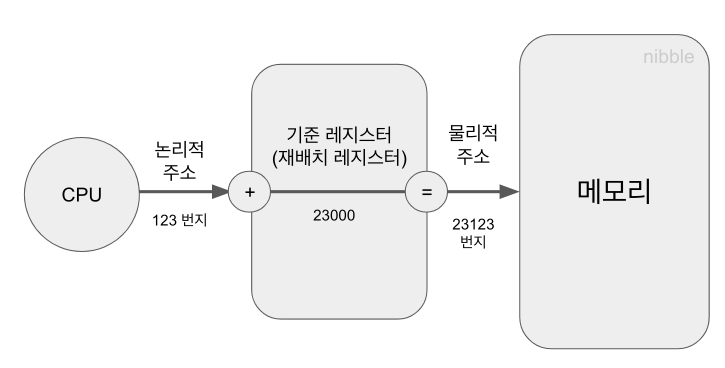 nibble
CPU
논리적
주소
123 번지
+
기준 레지스터
(재배치 레지스터)
23000
=
물리적
주소
23123
번지
메모리